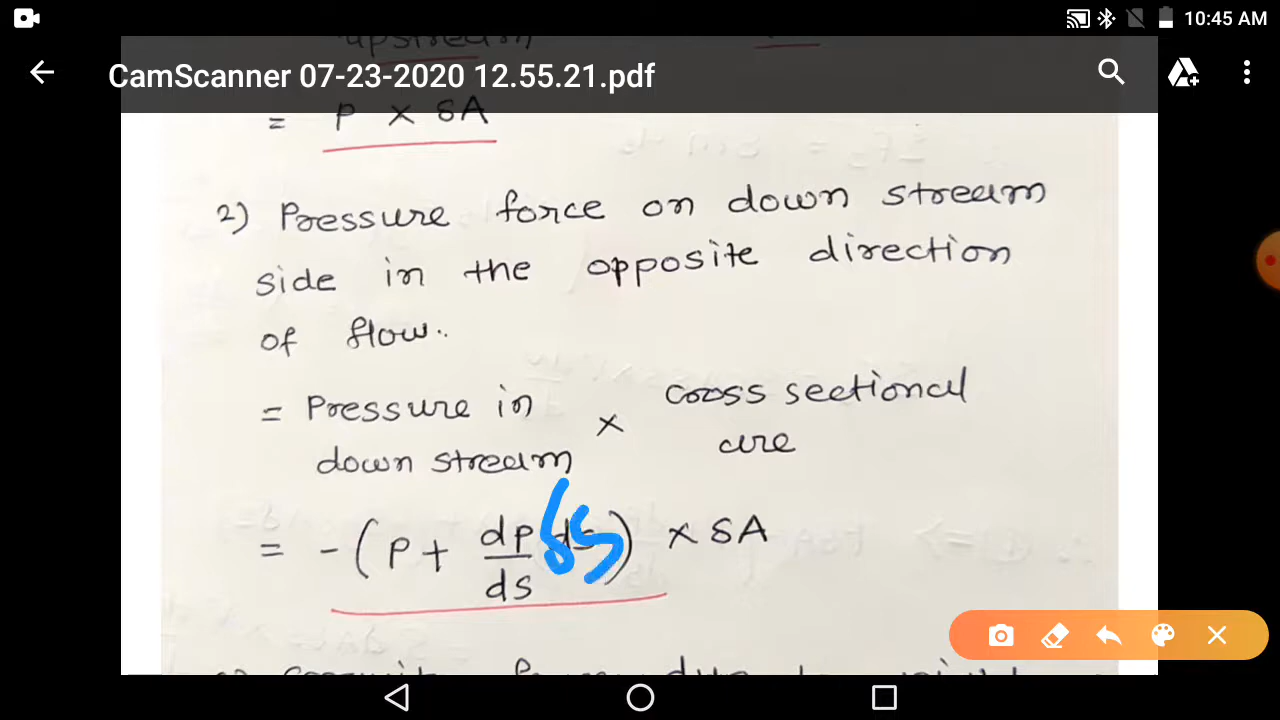 10:45 AM
upstream
CamScanner 07-23-2020 12.55.21.pdf
= P × δA
2) Pressure force on down stream
side in the opposite direction
of flow..
= Pressure in × Cross sectional
down stream are
= -(P + dp/ds δs) × δA